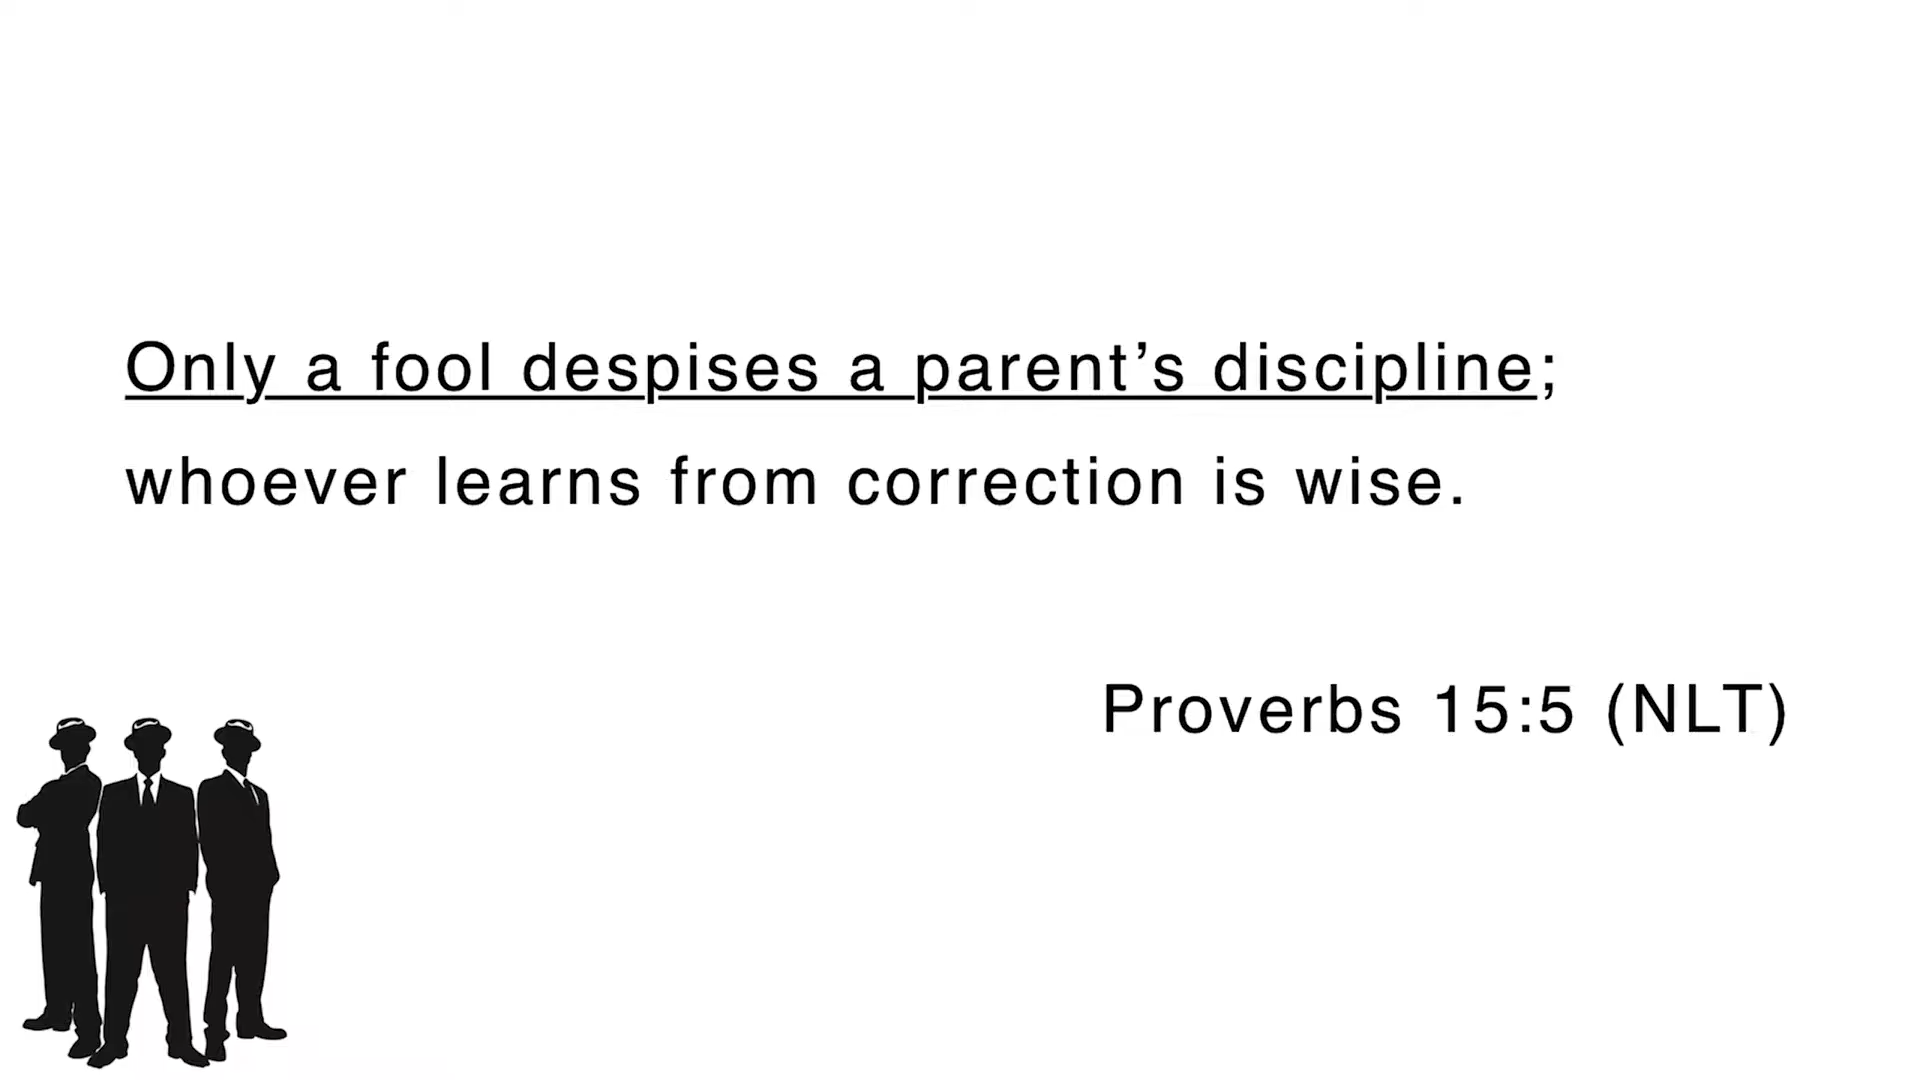 Only a fool despises a parent’s discipline;
whoever learns from correction is wise.
Proverbs 15:5 (NLT)